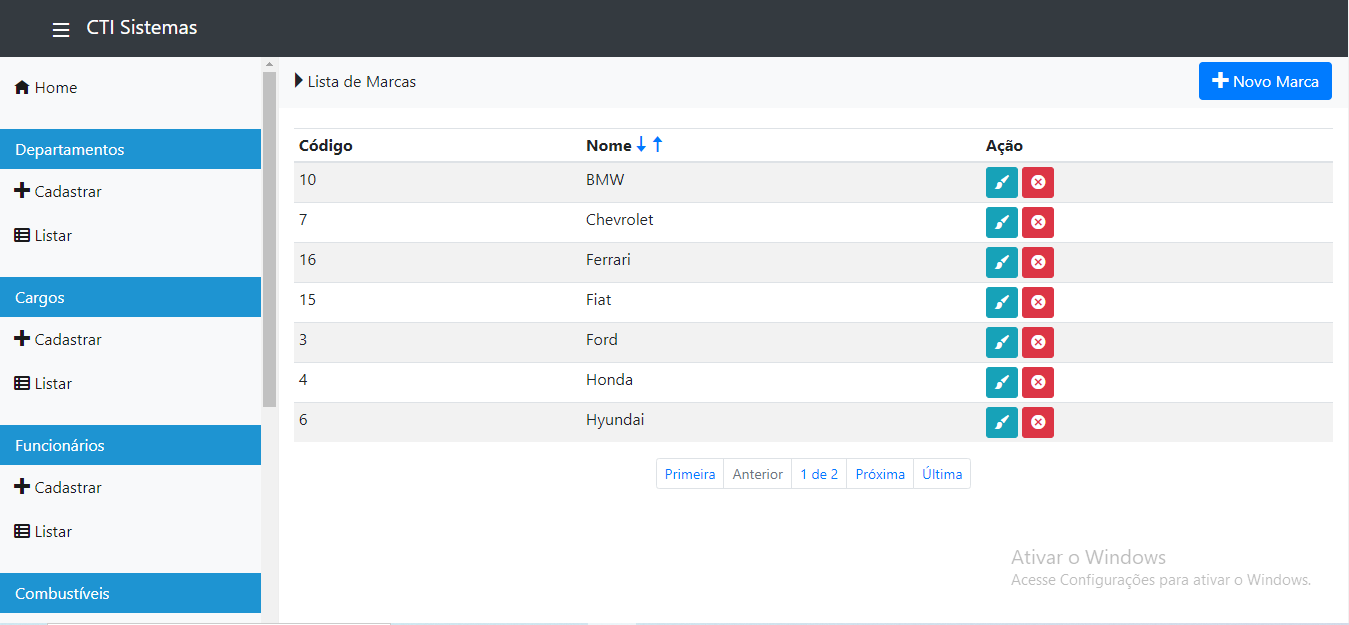 CTI Sistemas
Home
Departamentos
Cadastrar
Listar
Cargos
Cadastrar
Listar
Funcionários
Cadastrar
Listar
Combustíveis
Lista de Marcas
Novo Marca
Código Nome Ação
10 BMW
7 Chevrolet
16 Ferrari
15 Fiat
3 Ford
4 Honda
6 Hyundai
Primeira Anterior 1 de 2 Próxima Última
Ativar o Windows
Acesse Configurações para ativar o Windows.